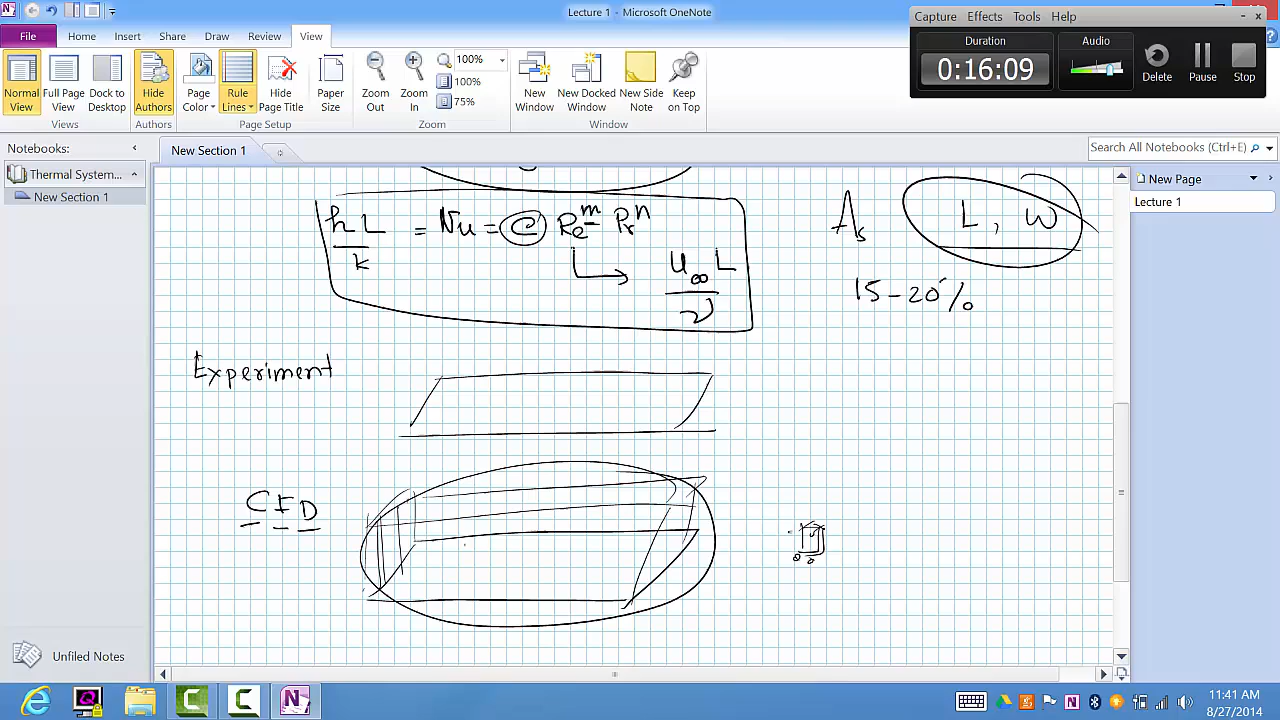 Lecture 1 - Microsoft OneNote
File Home Insert Share Draw Review View
Capture Effects Tools Help
Duration Audio
0:16:09
Delete Pause Stop
Normal View Full Page View Dock to Desktop
Hide Authors
Page Color Rule Lines Hide Page Title Paper Size
Zoom Out Zoom In 100% 100% 75%
New Window New Docked Window New Side Note Keep on Top
Views Authors Page Setup Zoom Window
Notebooks:
New Section 1
Search All Notebooks (Ctrl+E)
Thermal System...
New Section 1
New Page
Lecture 1
hL/k = Nu = C Re^m Pr^n
U∞ L/ν
As L, W
15-20%
Experiment
CFD
Unfiled Notes
11:41 AM
8/27/2014